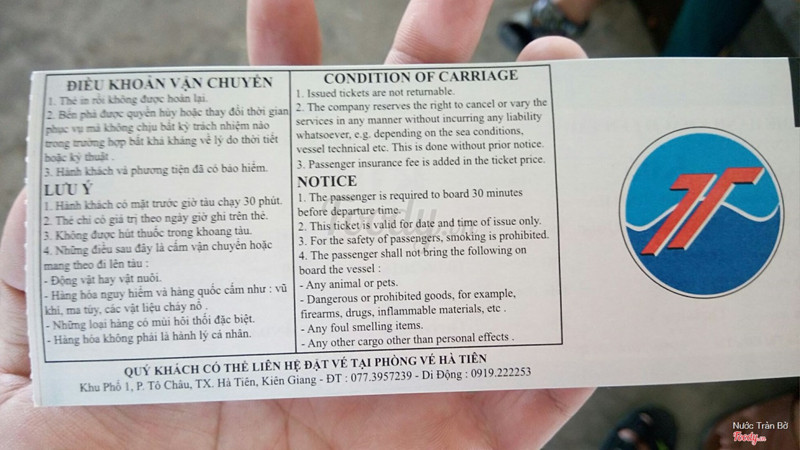 ĐIỀU KHOẢN VẬN CHUYỂN
1. Thẻ in rồi không được hoàn lại.
2. Bến phà được quyền hủy hoặc thay đổi thời gian
phục vụ mà không chịu bất kỳ trách nhiệm nào
trong trường hợp bất khả kháng về lý do thời tiết
hoặc kỹ thuật .
3. Hành khách và phương tiện đã có bảo hiểm.
LƯU Ý
1. Hành khách có mặt trước giờ tàu chạy 30 phút.
2. Thẻ chỉ có giá trị theo ngày giờ ghi trên thẻ.
3. Không được hút thuốc trong khoang tàu.
4. Những điều sau đây là cấm vận chuyển hoặc
mang theo đi lên tàu :
- Động vật hay vật nuôi.
- Hàng hóa nguy hiểm và hàng quốc cấm như : vũ
khí, ma túy, các vật liệu cháy nổ .
- Những loại hàng có mùi hôi thối đặc biệt.
- Hàng hóa không phải là hành lý cá nhân.
CONDITION OF CARRIAGE
1. Issued tickets are not returnable.
2. The company reserves the right to cancel or vary the
services in any manner without incurring any liability
whatsoever, e.g. depending on the sea conditions,
vessel technical etc. This is done without prior notice.
3. Passenger insurance fee is added in the ticket price.
NOTICE
1. The passenger is required to board 30 minutes
before departure time.
2. This ticket is valid for date and time of issue only.
3. For the safety of passengers, smoking is prohibited.
4. The passenger shall not bring the following on
board the vessel :
- Any animal or pets.
- Dangerous or prohibited goods, for example,
firearms, drugs, inflammable materials, etc .
- Any foul smelling items.
- Any other cargo other than personal effects .
QUÝ KHÁCH CÓ THỂ LIÊN HỆ ĐẶT VÉ TẠI PHÒNG VÉ HÀ TIÊN
Khu Phố 1, P. Tô Châu, TX. Hà Tiên, Kiên Giang - ĐT : 077.3957239 - Di Động : 0919.222253
foody.vn
Nước Trân Bờ
Foody.vn